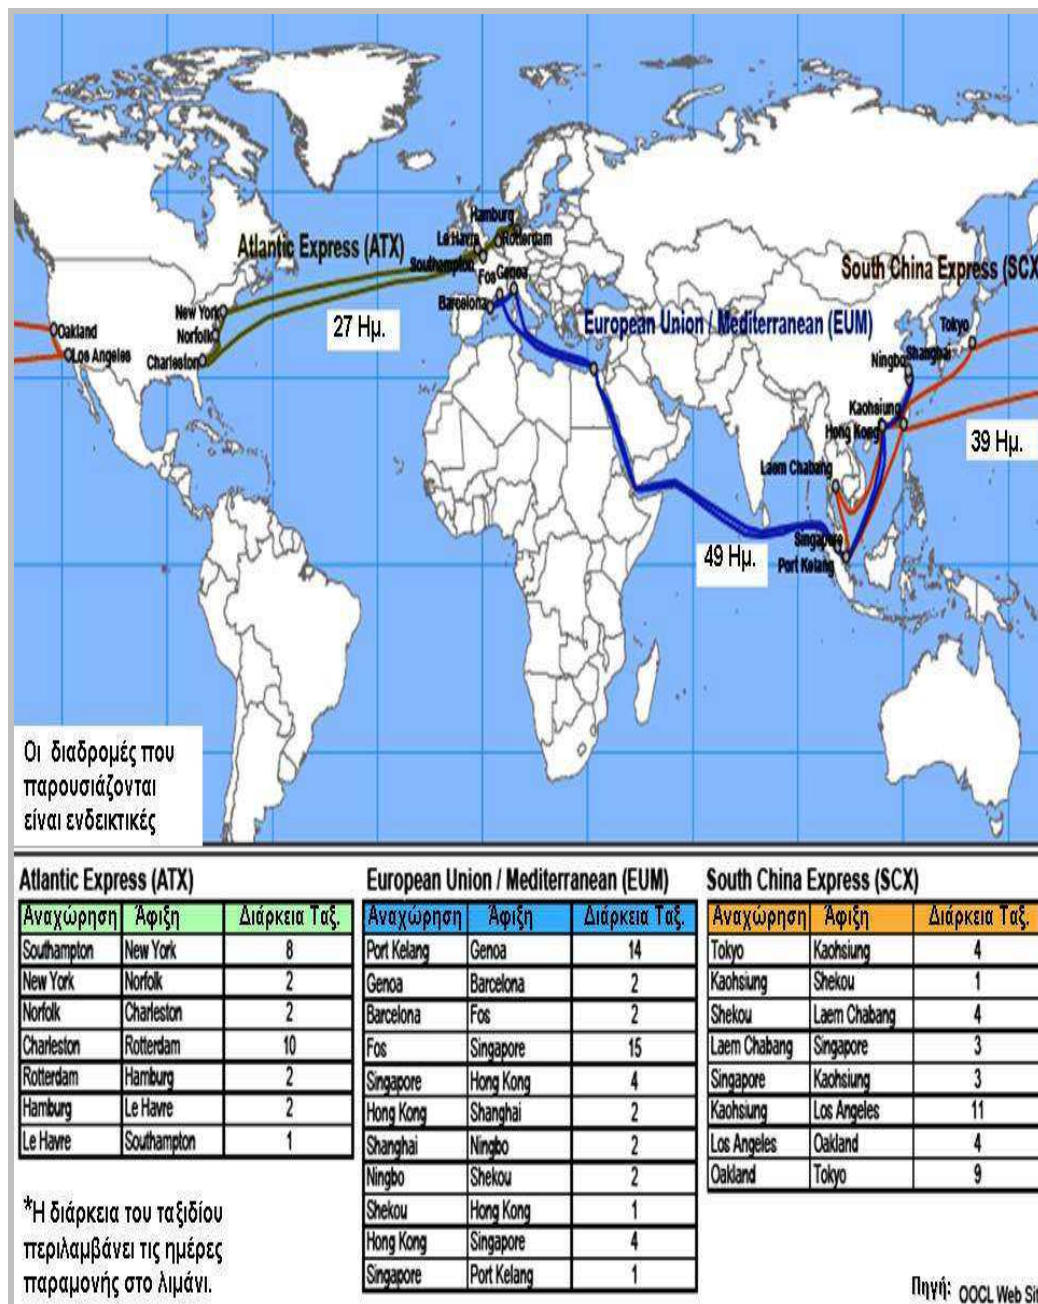 Hamburg
Le Havre
Rotterdam
Atlantic Express (ATX)
Southampton
Fos
Genoa
Barcelona
South China Express (SCX
New York
Norfolk
Charleston
27 Ημ.
European Union / Mediterranean (EUM)
Oakland
Los Angeles
Tokyo
Shanghai
Ningbo
Kaohsiung
Hong Kong
39 Ημ.
Laem Chabang
Singapore
Port Kelang
49 Ημ.
Οι διαδρομές που
παρουσιάζονται
είναι ενδεικτικές
Atlantic Express (ATX)
Αναχώρηση Άφιξη Διάρκεια Ταξ.
Southampton New York 8
New York Norfolk 2
Norfolk Charleston 2
Charleston Rotterdam 10
Rotterdam Hamburg 2
Hamburg Le Havre 2
Le Havre Southampton 1
*Η διάρκεια του ταξιδίου
περιλαμβάνει τις ημέρες
παραμονής στο λιμάνι.
European Union / Mediterranean (EUM)
Αναχώρηση Άφιξη Διάρκεια Ταξ.
Port Kelang Genoa 14
Genoa Barcelona 2
Barcelona Fos 2
Fos Singapore 15
Singapore Hong Kong 4
Hong Kong Shanghai 2
Shanghai Ningbo 2
Ningbo Shekou 2
Shekou Hong Kong 1
Hong Kong Singapore 4
Singapore Port Kelang 1
South China Express (SCX)
Αναχώρηση Άφιξη Διάρκεια Ταξ.
Tokyo Kaohsiung 4
Kaohsiung Shekou 1
Shekou Laem Chabang 4
Laem Chabang Singapore 3
Singapore Kaohsiung 3
Kaohsiung Los Angeles 11
Los Angeles Oakland 4
Oakland Tokyo 9
Πηγή: OOCL Web Sit